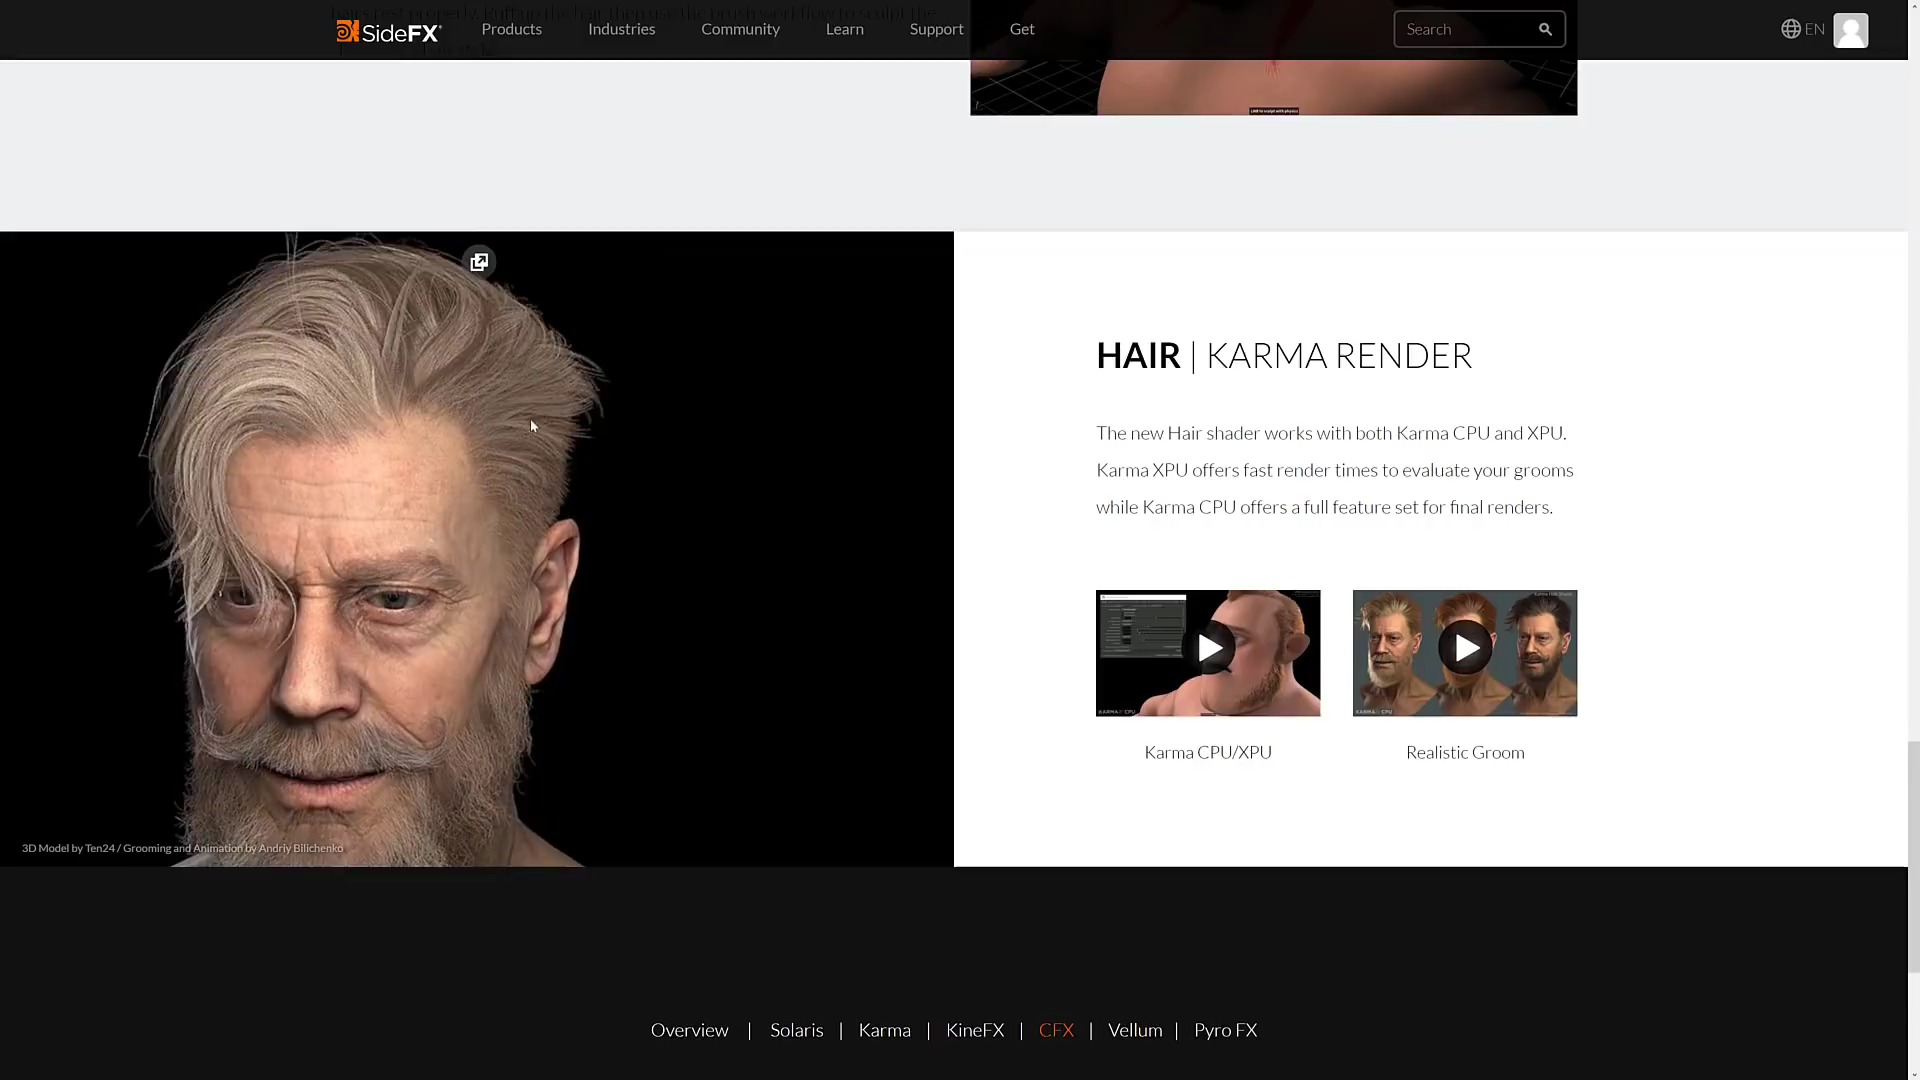 SideFX
Products
Industries
Community
Learn
Support
Get
Search
EN
HAIR | KARMA RENDER
The new Hair shader works with both Karma CPU and XPU.
Karma XPU offers fast render times to evaluate your grooms
while Karma CPU offers a full feature set for final renders.
Karma CPU/XPU
Realistic Groom
3D Model by Ten24 / Grooming and Animation by Andriy Bilichenko
Overview | Solaris | Karma | KineFX | CFX | Vellum | Pyro FX